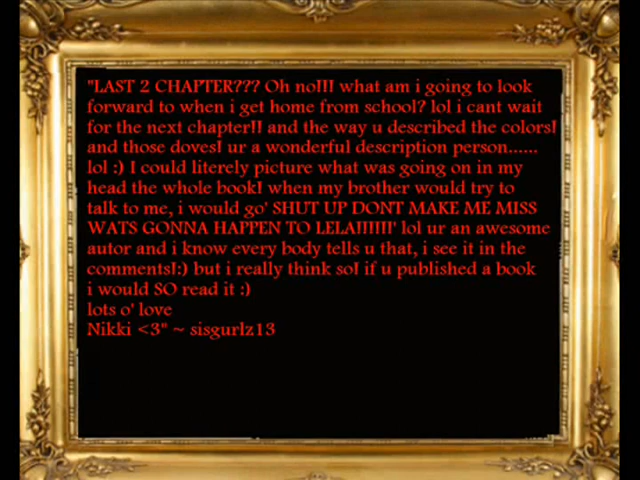 "LAST 2 CHAPTER??? Oh no!!! what am i going to look
forward to when i get home from school? lol i cant wait
for the next chapter!! and the way u described the colors!
and those doves! ur a wonderful description person......
lol :) I could literely picture what was going on in my
head the whole book! when my brother would try to
talk to me, i would go' SHUT UP DONT MAKE ME MISS
WATS GONNA HAPPEN TO LELA!!!!!!' lol ur an awesome
autor and i know every body tells u that, i see it in the
comments!:) but i really think so! if u published a book
i would SO read it :)
lots o' love
Nikki <3" ~ sisgurlz13